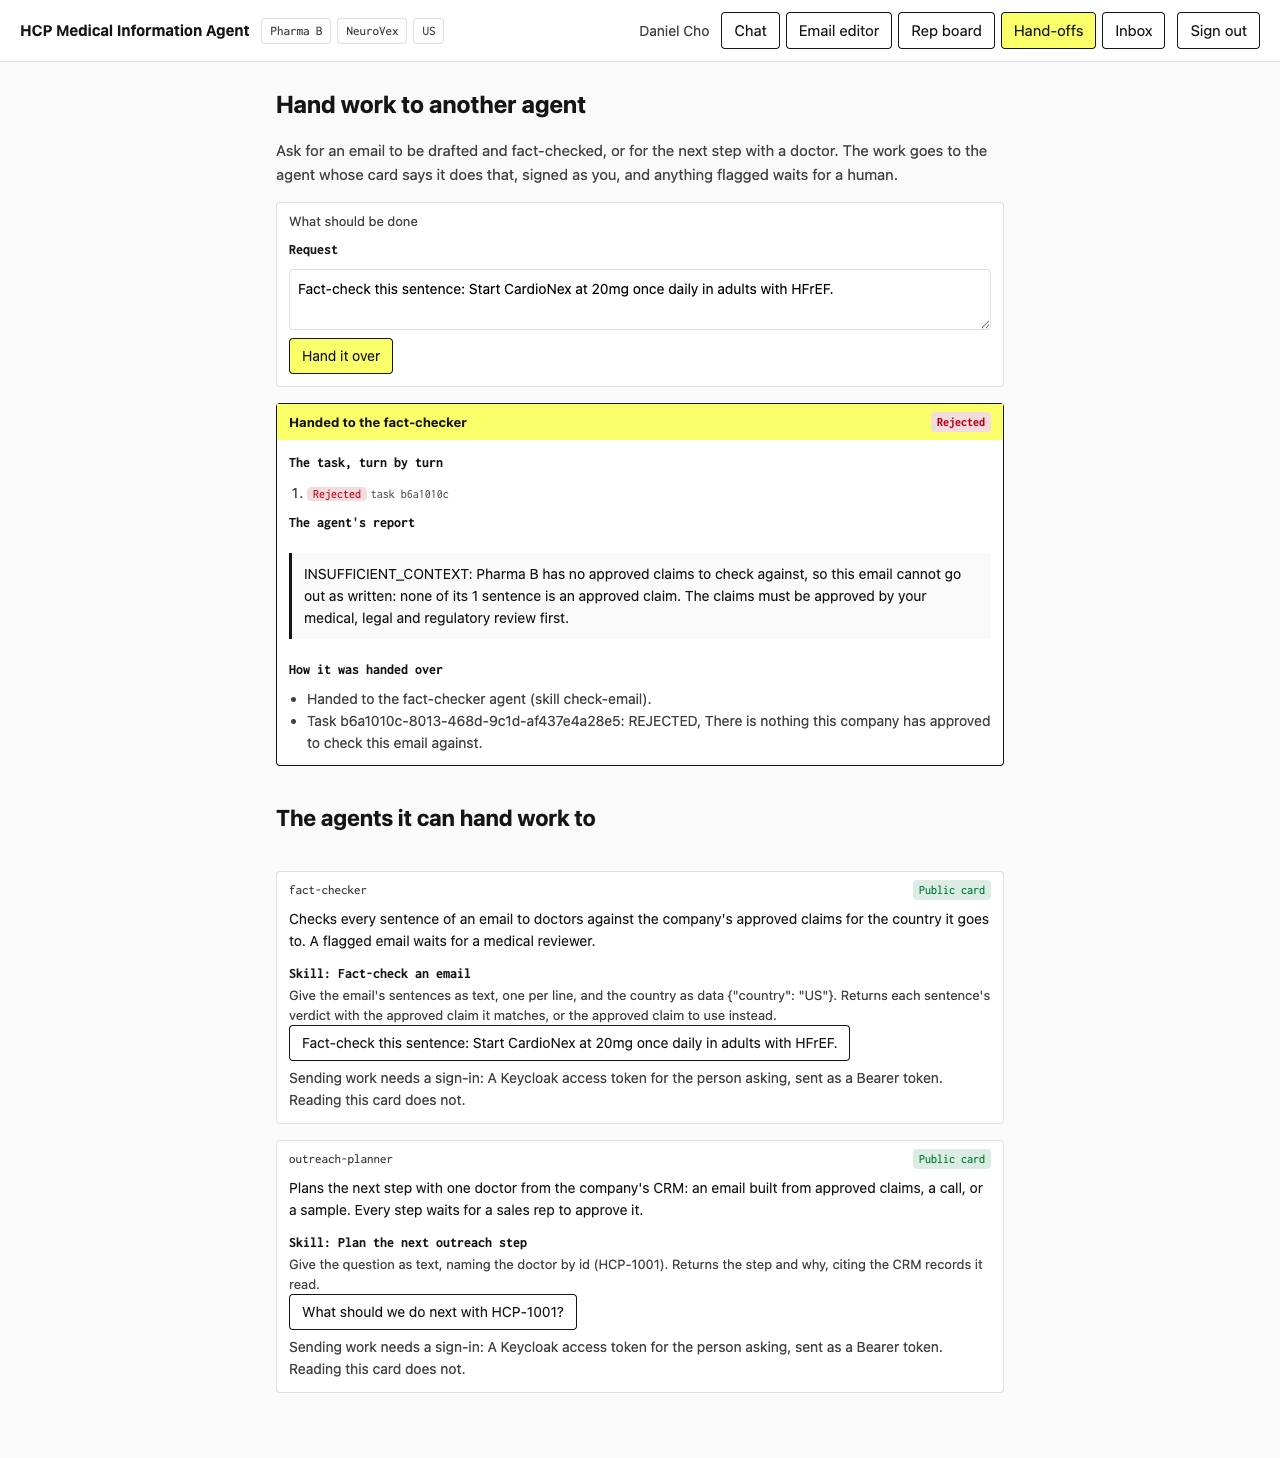 HCP Medical Information Agent
Pharma B
NeuroVex
US
Daniel Cho
Chat
Email editor
Rep board
Hand-offs
Inbox
Sign out
Hand work to another agent
Ask for an email to be drafted and fact-checked, or for the next step with a doctor. The work goes to the
agent whose card says it does that, signed as you, and anything flagged waits for a human.
What should be done
Request
Fact-check this sentence: Start CardioNex at 20mg once daily in adults with HFrEF.
Hand it over
Handed to the fact-checker
Rejected
The task, turn by turn
1. Rejected task b6a1010c
The agent's report
INSUFFICIENT_CONTEXT: Pharma B has no approved claims to check against, so this email cannot go
out as written: none of its 1 sentence is an approved claim. The claims must be approved by your
medical, legal and regulatory review first.
How it was handed over
• Handed to the fact-checker agent (skill check-email).
• Task b6a1010c-8013-468d-9c1d-af437e4a28e5: REJECTED, There is nothing this company has approved
to check this email against.
The agents it can hand work to
fact-checker
Public card
Checks every sentence of an email to doctors against the company's approved claims for the country it goes
to. A flagged email waits for a medical reviewer.
Skill: Fact-check an email
Give the email's sentences as text, one per line, and the country as data {"country": "US"}. Returns each sentence's
verdict with the approved claim it matches, or the approved claim to use instead.
Fact-check this sentence: Start CardioNex at 20mg once daily in adults with HFrEF.
Sending work needs a sign-in: A Keycloak access token for the person asking, sent as a Bearer token.
Reading this card does not.
outreach-planner
Public card
Plans the next step with one doctor from the company's CRM: an email built from approved claims, a call, or
a sample. Every step waits for a sales rep to approve it.
Skill: Plan the next outreach step
Give the question as text, naming the doctor by id (HCP-1001). Returns the step and why, citing the CRM records it
read.
What should we do next with HCP-1001?
Sending work needs a sign-in: A Keycloak access token for the person asking, sent as a Bearer token.
Reading this card does not.